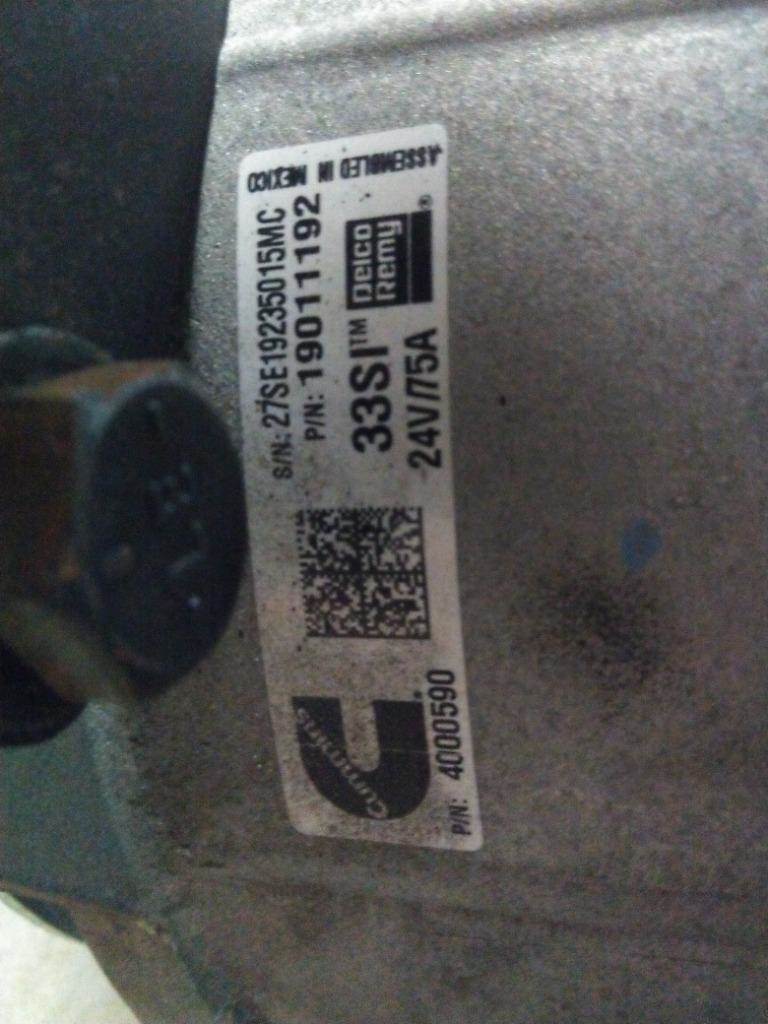 Cummins
P/N: 4000590
S/N: 27SE19235015MC
P/N: 19011192
33SI™
24V/75A
Delco
Remy®
ASSEMBLED IN MEXICO